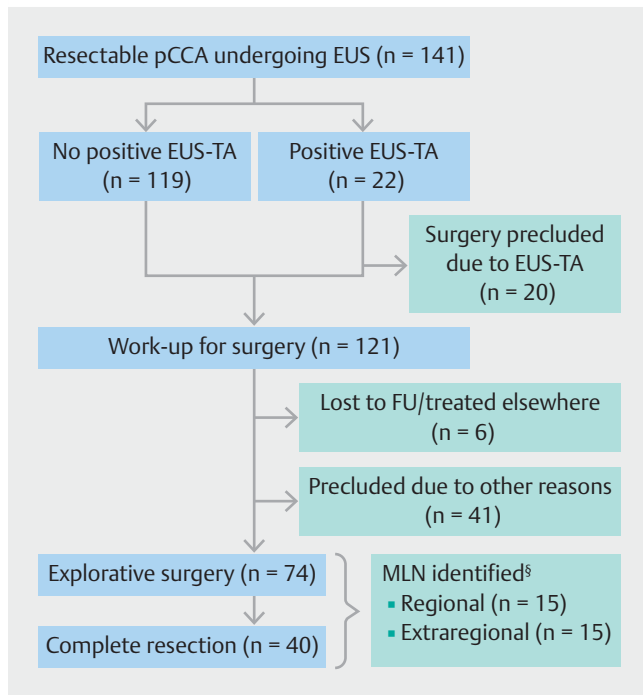 Resectable pCCA undergoing EUS (n = 141)
No positive EUS-TA
(n = 119)
Positive EUS-TA
(n = 22)
Surgery precluded
due to EUS-TA
(n = 20)
Work-up for surgery (n = 121)
Lost to FU/treated elsewhere
(n = 6)
Precluded due to other reasons
(n = 41)
Explorative surgery (n = 74)
Complete resection (n = 40)
MLN identified§
▪ Regional (n = 15)
▪ Extraregional (n = 15)